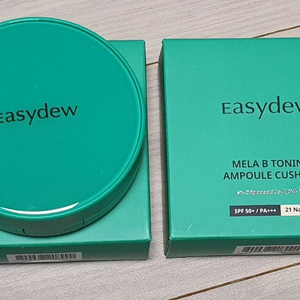 Easydew
Easydew
MELA B TONIN
AMPOULE CUSH
SPF 50+ / PA+++
21 Na